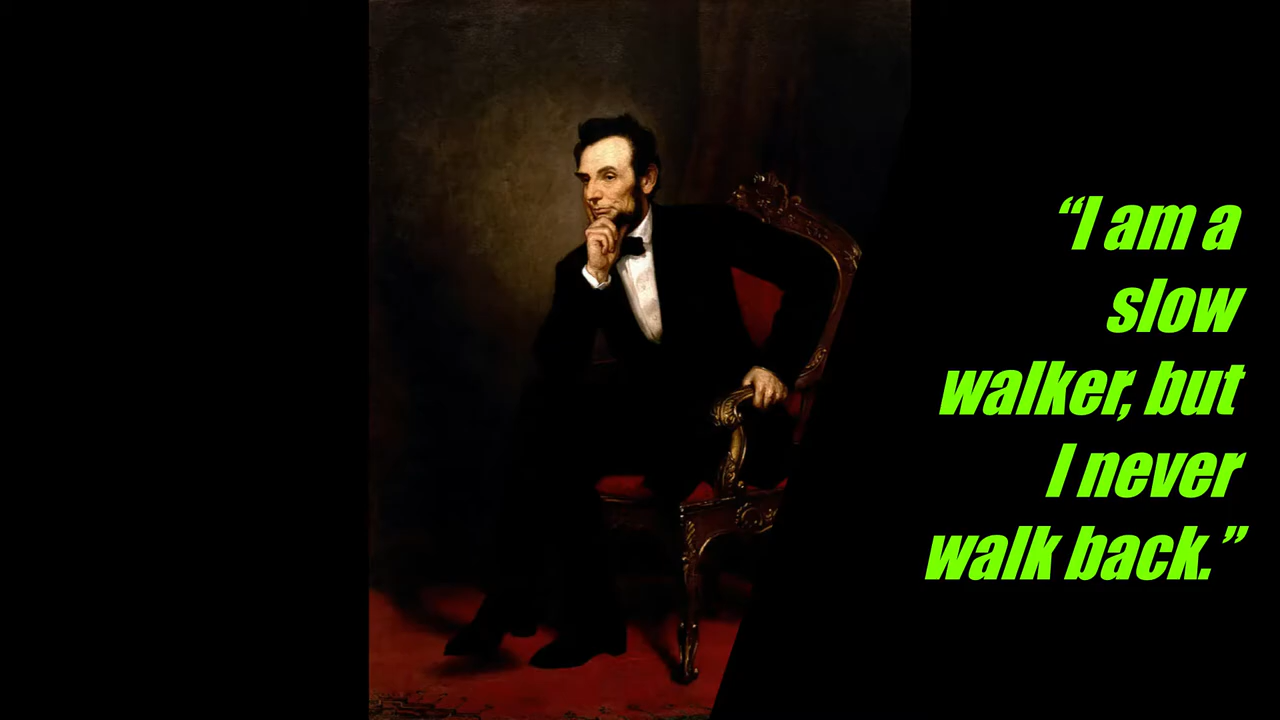 “I am a
slow
walker, but
I never
walk back.”